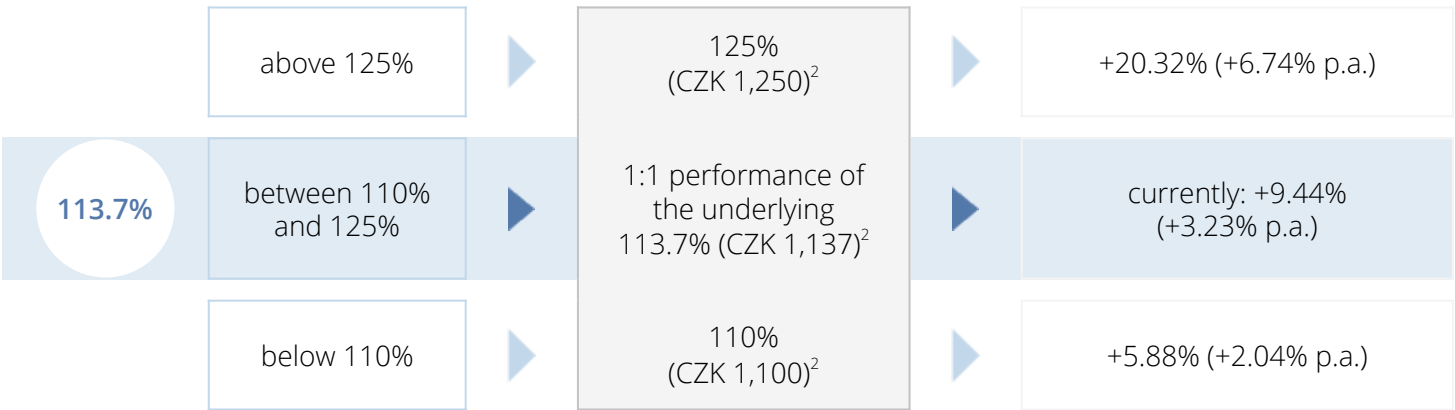 above 125%
125%
(CZK 1,250)²
+20.32% (+6.74% p.a.)
113.7%
between 110%
and 125%
1:1 performance of
the underlying
113.7% (CZK 1,137)²
currently: +9.44%
(+3.23% p.a.)
below 110%
110%
(CZK 1,100)²
+5.88% (+2.04% p.a.)